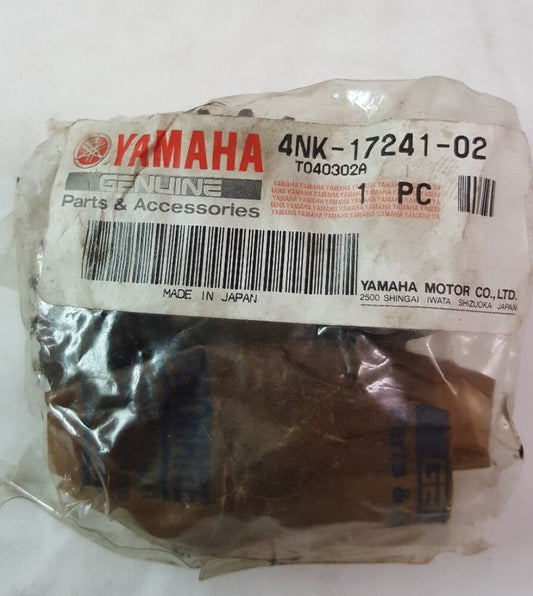 YAMAHA 4NK-17241-02
T040302A
GENUINE
1 PC
Parts & Accessories
YAMAHA MOTOR CO.,LTD.
MADE IN JAPAN
2500 SHINGAI IWATA SHIZUOKA JAPAN